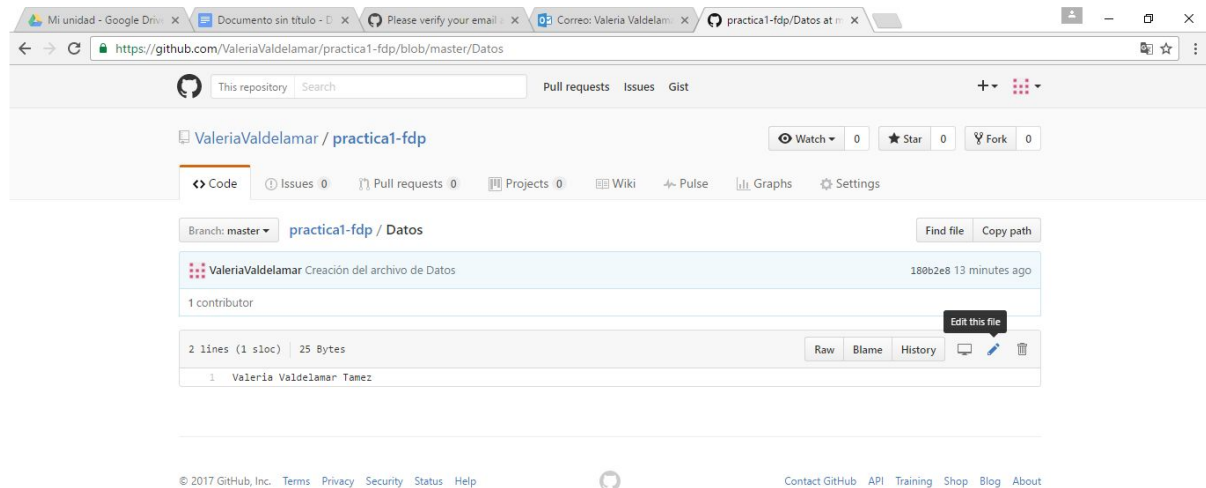 Mi unidad - Google Driv
Documento sin título - D
Please verify your email
Correo: Valeria Valdelam
practica1-fdp/Datos at m
https://github.com/ValeriaValdelamar/practica1-fdp/blob/master/Datos
This repository Search Pull requests Issues Gist
ValeriaValdelamar / practica1-fdp Watch 0 Star 0 Fork 0
Code Issues 0 Pull requests 0 Projects 0 Wiki Pulse Graphs Settings
Branch: master practica1-fdp / Datos Find file Copy path
ValeriaValdelamar Creación del archivo de Datos 180b2e8 13 minutes ago
1 contributor
Edit this file
2 lines (1 sloc) 25 Bytes Raw Blame History
1 Valeria Valdelamar Tamez
© 2017 GitHub, Inc. Terms Privacy Security Status Help Contact GitHub API Training Shop Blog About